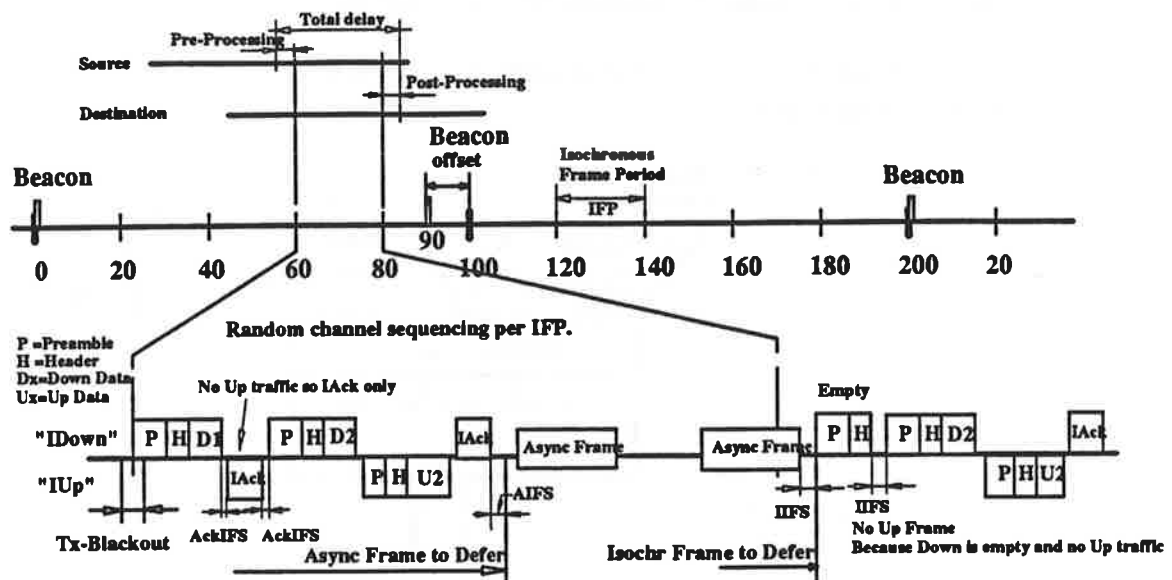 Total delay
Pre-Processing
Source
Post-Processing
Destination
Beacon
offset
Isochronous
Frame Period
Beacon
Beacon
IFP
90
0 20 40 60 80 100 120 140 160 180 200 20
Random channel sequencing per IFP.
P =Preamble
H =Header
Dx=Down Data
Ux=Up Data
No Up traffic so IAck only
Empty
"IDown" P H D1 P H D2 IAck Async Frame Async Frame P H P H D2 IAck
"IUp" IAck P H U2 P H U2
AIFS
IIFS IIFS
Tx-Blackout AckIFS AckIFS
No Up Frame
Because Down is empty and no Up traffic
Async Frame to Defer Isochr Frame to Defer